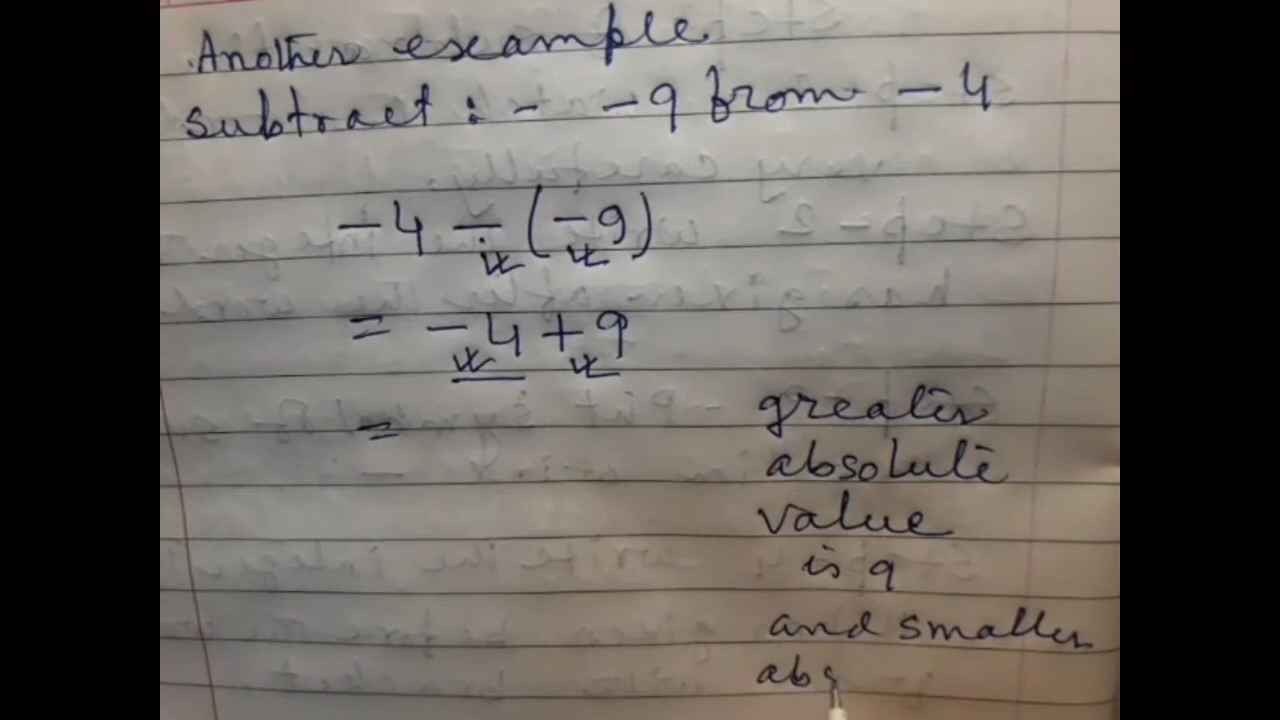 Another example
subtract :- -9 from -4
-4 - (-9)
= -4 + 9
=
greater
absolute
value
is 9
and smaller
abs